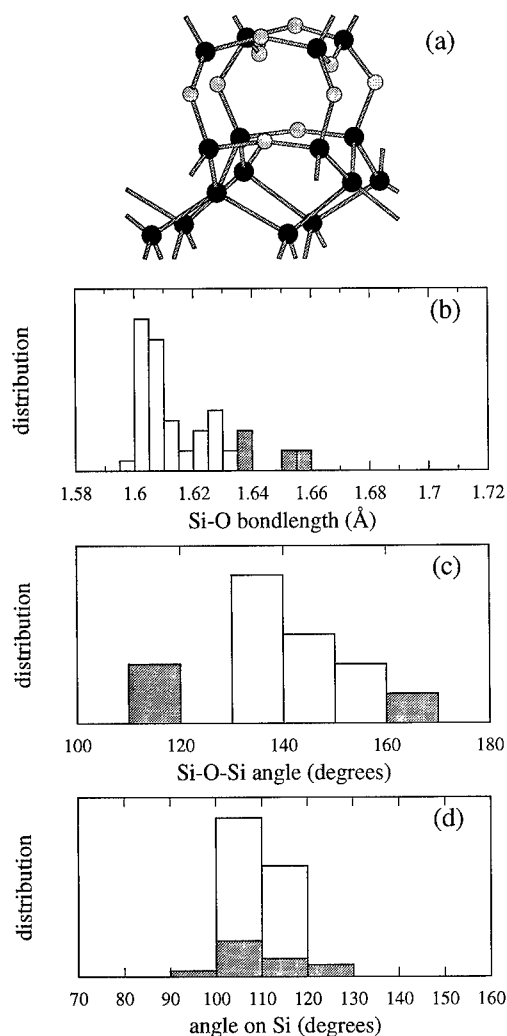 (a)
(b)
distribution
1.58 1.6 1.62 1.64 1.66 1.68 1.7 1.72
Si-O bondlength (Å)
(c)
distribution
100 120 140 160 180
Si-O-Si angle (degrees)
(d)
distribution
70 80 90 100 110 120 130 140 150 160
angle on Si (degrees)